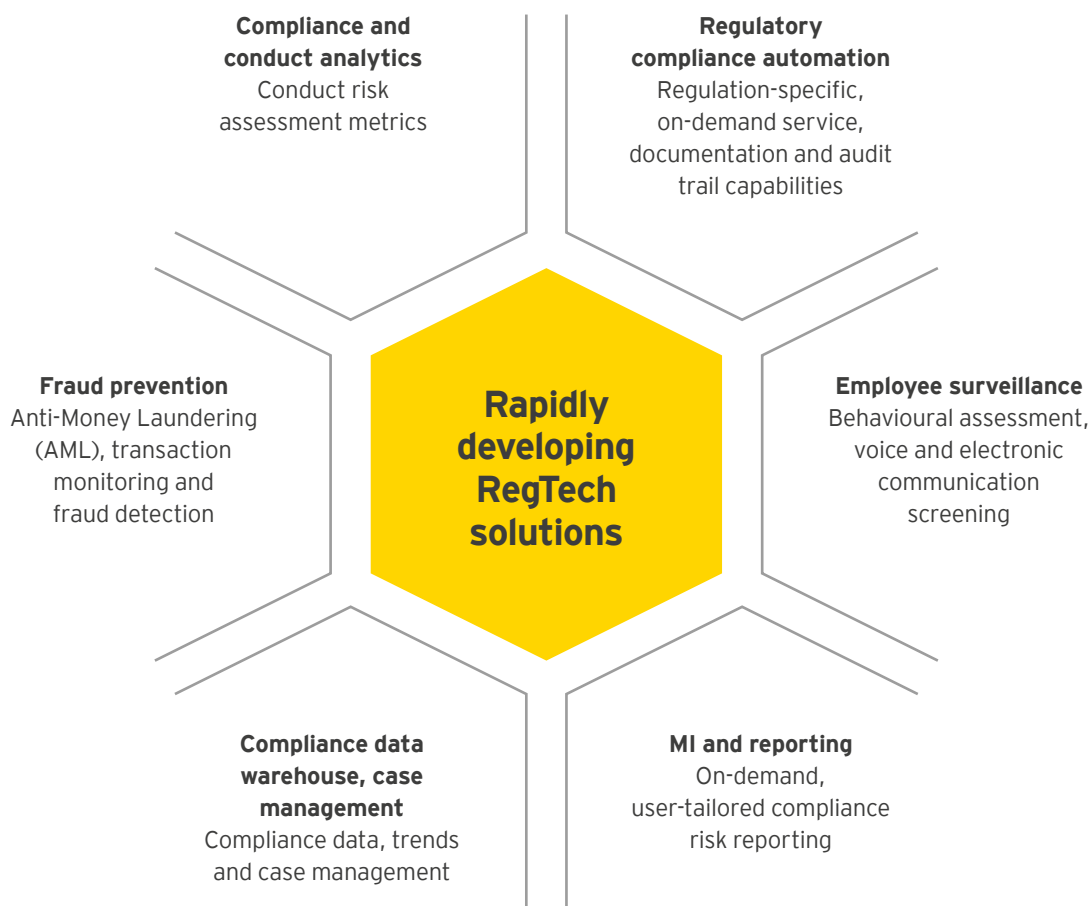 Compliance and
conduct analytics
Conduct risk
assessment metrics
Regulatory
compliance automation
Regulation-specific,
on-demand service,
documentation and audit
trail capabilities
Fraud prevention
Anti-Money Laundering
(AML), transaction
monitoring and
fraud detection
Rapidly
developing
RegTech
solutions
Employee surveillance
Behavioural assessment,
voice and electronic
communication
screening
Compliance data
warehouse, case
management
Compliance data, trends
and case management
MI and reporting
On-demand,
user-tailored compliance
risk reporting